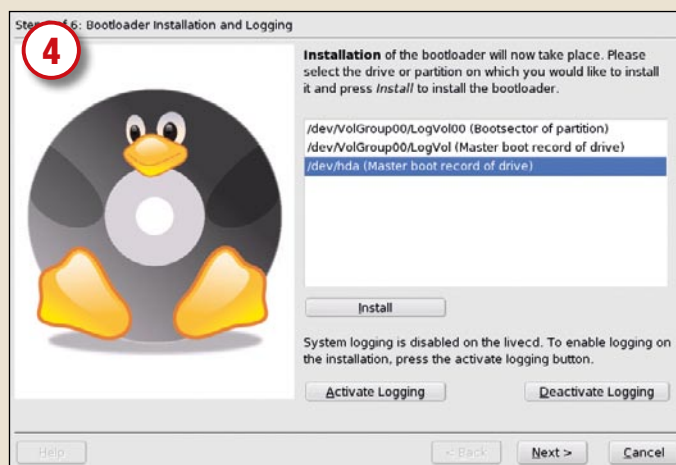 Step of 6: Bootloader Installation and Logging
4
Installation of the bootloader will now take place. Please
select the drive or partition on which you would like to install
it and press Install to install the bootloader.
/dev/VolGroup00/LogVol00 (Bootsector of partition)
/dev/VolGroup00/LogVol (Master boot record of drive)
/dev/hda (Master boot record of drive)
Install
System logging is disabled on the livecd. To enable logging on
the installation, press the activate logging button.
Activate Logging
Deactivate Logging
Help
< Back
Next >
Cancel